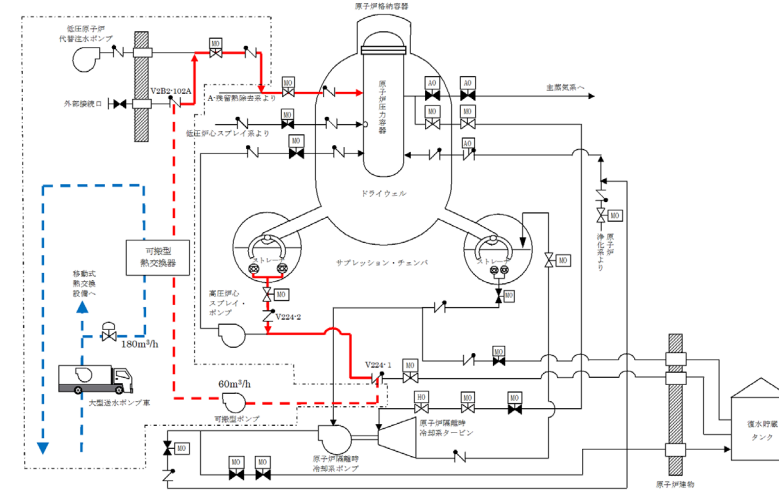 原子炉格納容器
低圧原子炉
代替注水ポンプ
MO
V2B2-102A
外部接続口
MO
A-残留熱除去系より
原子炉圧力容器
AO
AO
主蒸気系へ
MO
MO
MO
低圧炉心スプレイ系より
MO
AO
ドライウェル
MO
原子炉
浄化系より
可搬型
熱交換器
ストレーナ
サプレッション・チェンバ
ストレーナ
MO
移動式
熱交換
設備へ
高圧炉心
スプレイ・
ポンプ
MO
MO
V224-2
180m³/h
V224-1
MO
MO
大型送水ポンプ車
60m³/h
可搬型ポンプ
HO
MO
MO
原子炉隔離時
冷却系タービン
復水貯蔵
タンク
MO
原子炉隔離時
冷却系ポンプ
MO
MO
原子炉建物